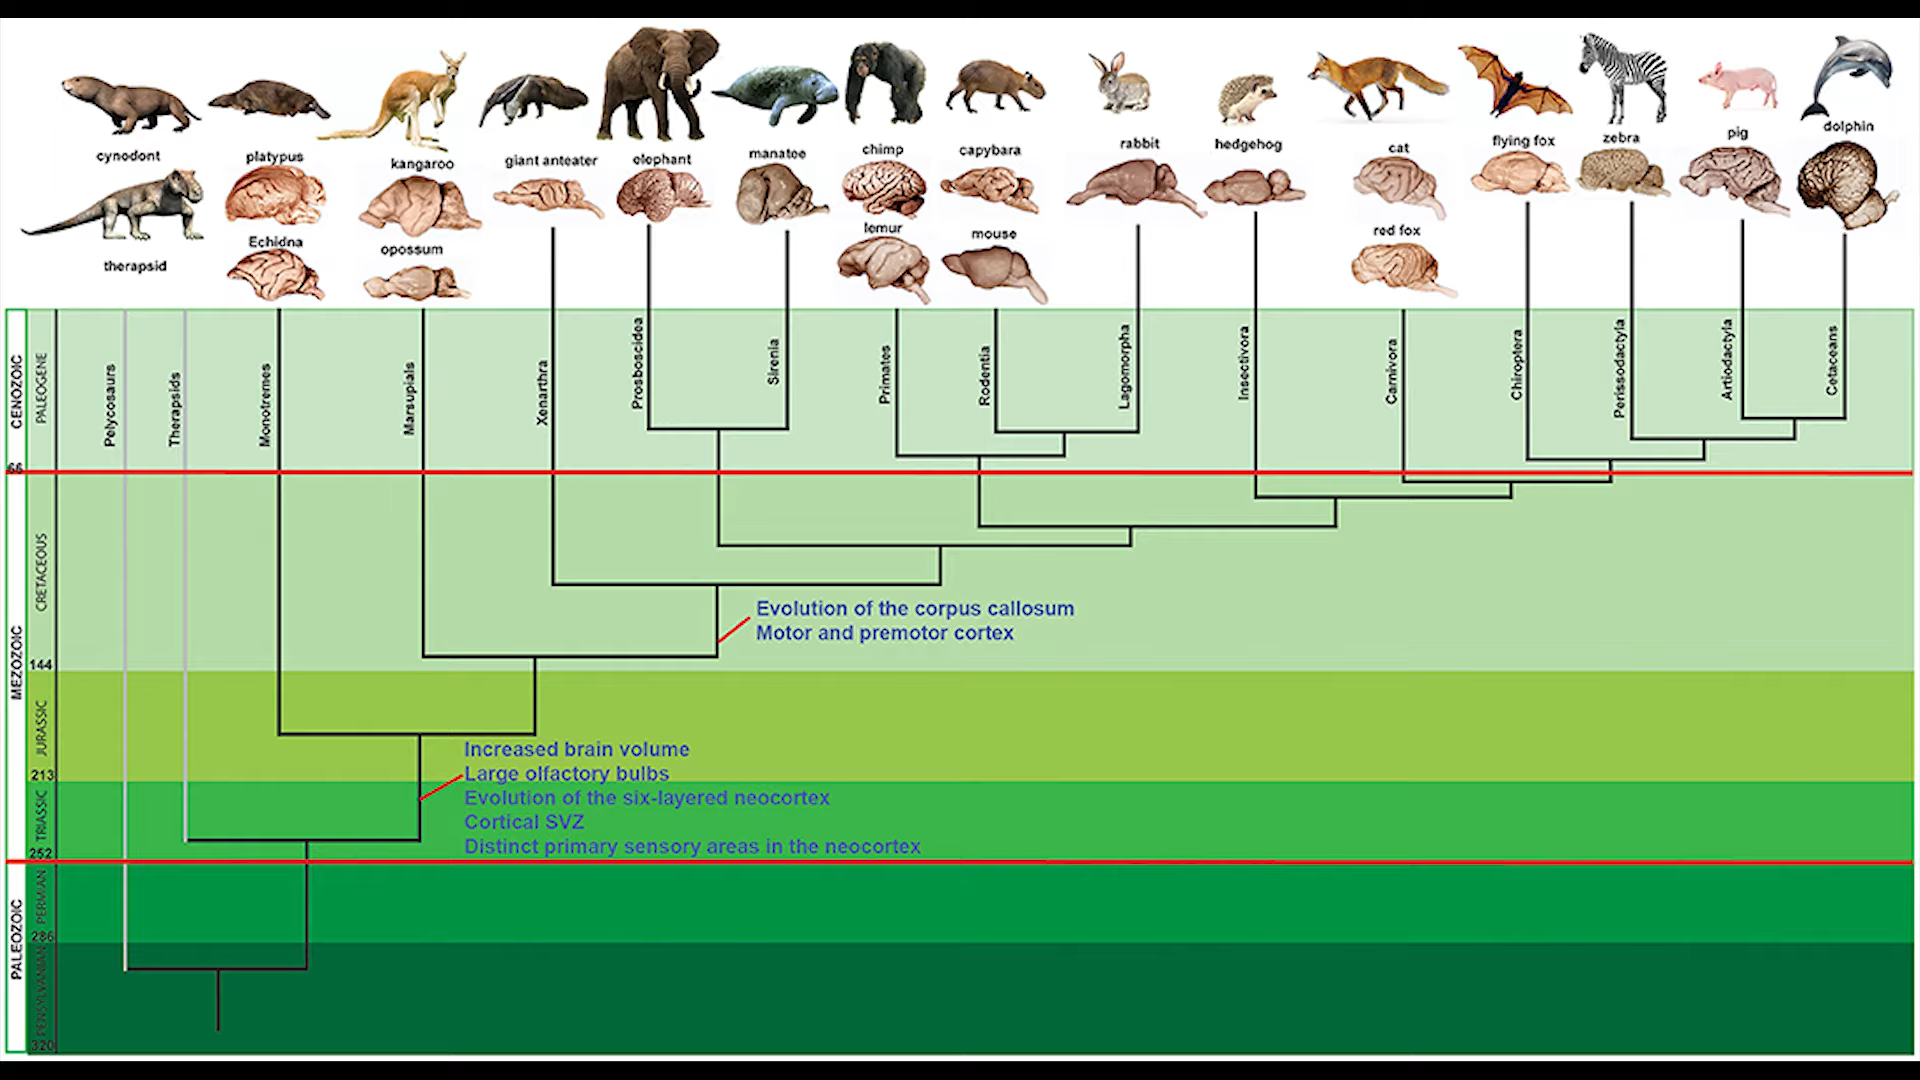 cynodont
platypus
kangaroo
giant anteater
elephant
manatee
chimp
capybara
rabbit
hedgehog
cat
flying fox
zebra
pig
dolphin
therapsid
Echidna
opossum
lemur
mouse
red fox
CENOZOIC
PALEOGENE
Pelycosaurs
Therapsids
Monotremes
Marsupials
Xenarthra
Prosboscidea
Sirenia
Primates
Rodentia
Lagomorpha
Insectivora
Carnivora
Chiroptera
Perissodactyla
Artiodactyla
Cetaceans
66
MEZOZOIC
CRETACEOUS
Evolution of the corpus callosum
Motor and premotor cortex
144
JURASSIC
Increased brain volume
Large olfactory bulbs
213
Evolution of the six-layered neocortex
TRIASSIC
Cortical SVZ
Distinct primary sensory areas in the neocortex
252
PALEOZOIC
PERMIAN
286
PENSYLVANIAN
320